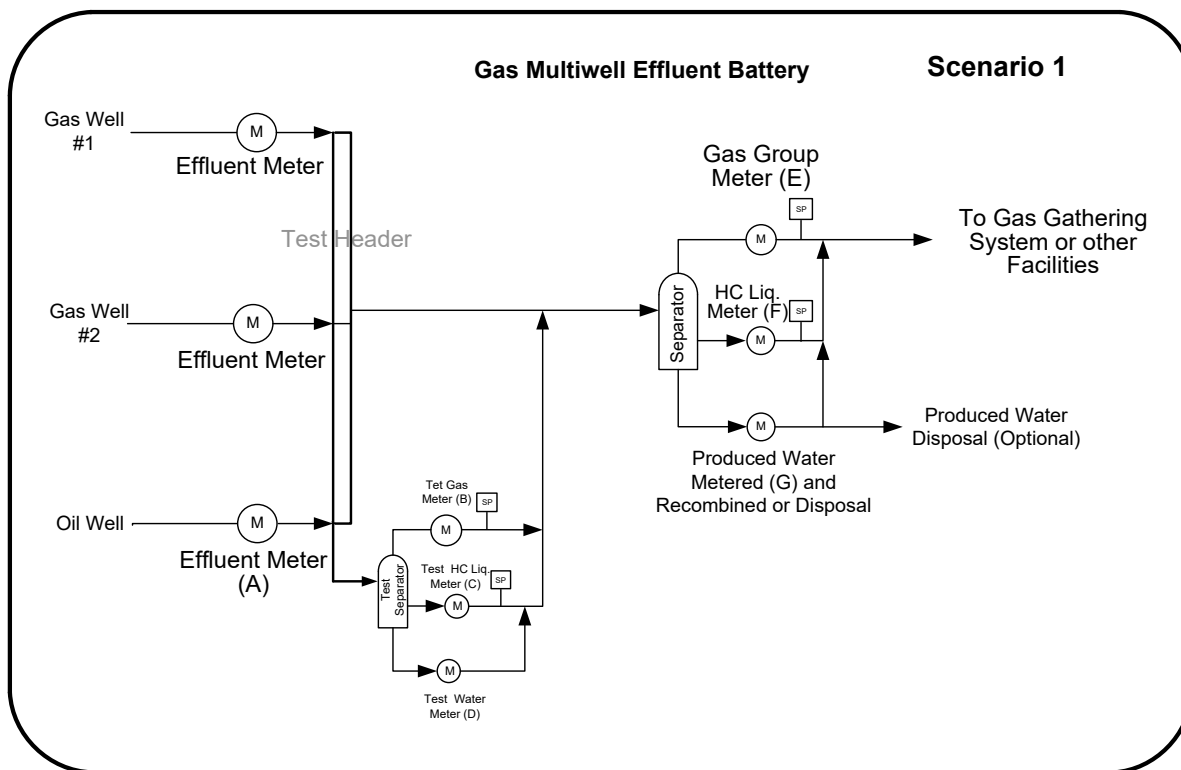 Gas Multiwell Effluent Battery
Scenario 1
Gas Well
#1
M
Effluent Meter
Test Header
Gas Well
#2
M
Effluent Meter
Oil Well
M
Effluent Meter
(A)
Tet Gas
Meter (B)
SP
M
Test HC Liq.
Meter (C)
SP
M
Test
Separator
M
Test Water
Meter (D)
Gas Group
Meter (E)
SP
M
To Gas Gathering
System or other
Facilities
HC Liq.
Meter (F)
SP
M
Separator
M
Produced Water
Metered (G) and
Recombined or Disposal
Produced Water
Disposal (Optional)